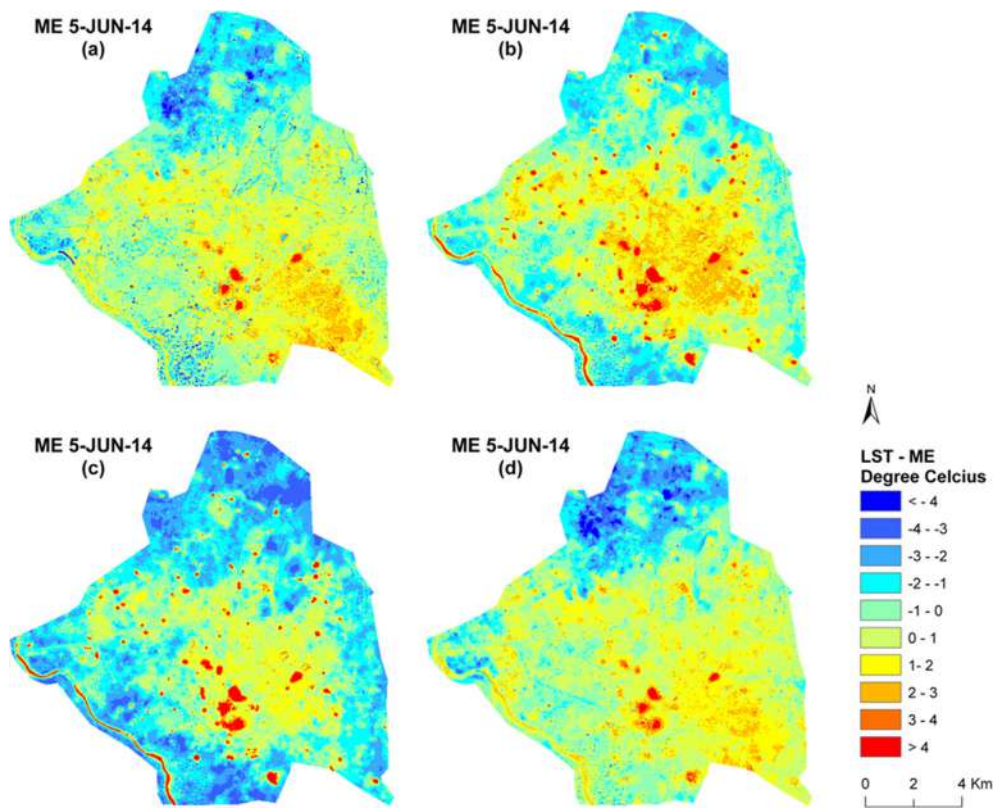 ME 5-JUN-14
(a)
ME 5-JUN-14
(b)
ME 5-JUN-14
(c)
ME 5-JUN-14
(d)
N
LST - ME
Degree Celcius
< - 4
-4 - -3
-3 - -2
-2 - -1
-1 - 0
0 - 1
1- 2
2 - 3
3 - 4
> 4
0 2 4 Km